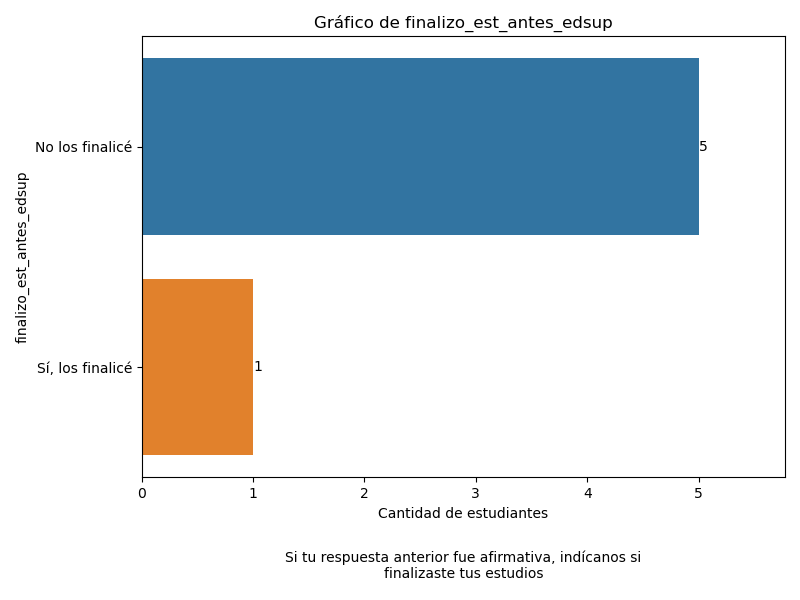 Gráfico de finalizo_est_antes_edsup
finalizo_est_antes_edsup
No los finalicé
5
Sí, los finalicé
1
0 1 2 3 4 5
Cantidad de estudiantes
Si tu respuesta anterior fue afirmativa, indícanos si
finalizaste tus estudios